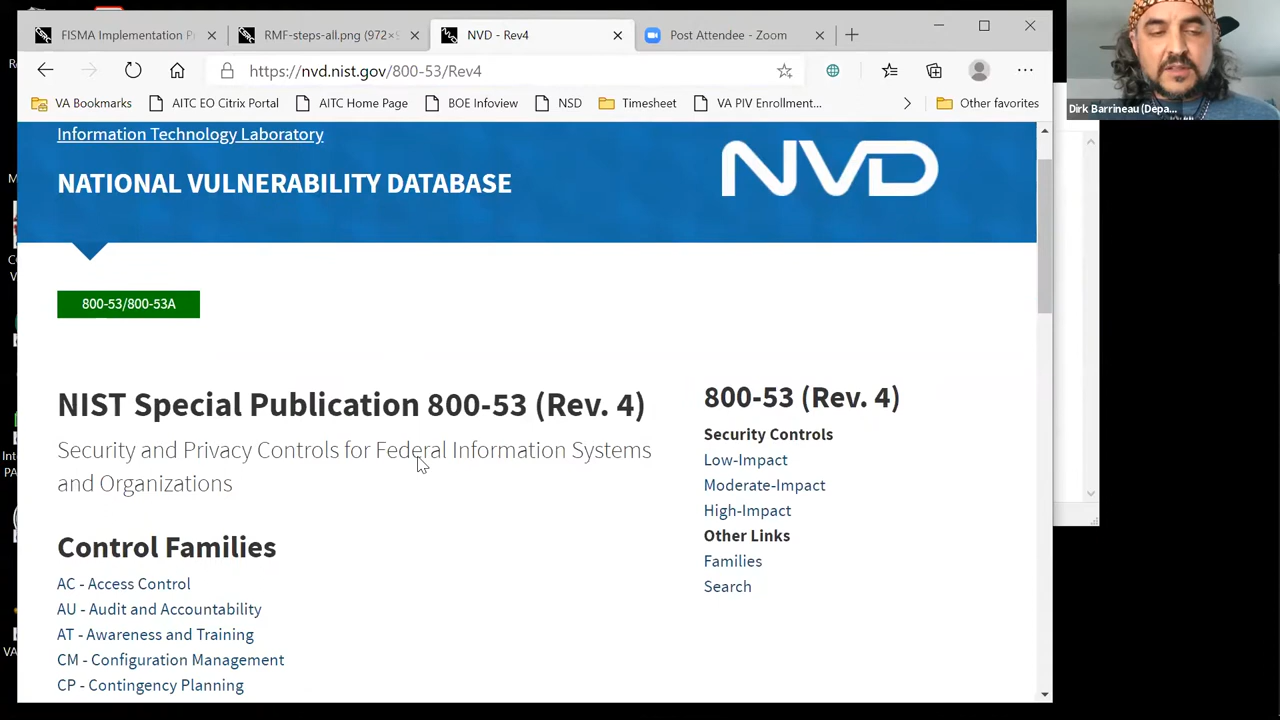 FISMA Implementation P
RMF-steps-all.png (972×
NVD - Rev4
Post Attendee - Zoom
https://nvd.nist.gov/800-53/Rev4
VA Bookmarks
AITC EO Citrix Portal
AITC Home Page
BOE Infoview
NSD
Timesheet
VA PIV Enrollment...
Other favorites
Dirk Barrineau (Depa...
Information Technology Laboratory
NATIONAL VULNERABILITY DATABASE
NVD
800-53/800-53A
NIST Special Publication 800-53 (Rev. 4)
Security and Privacy Controls for Federal Information Systems
and Organizations
Control Families
AC - Access Control
AU - Audit and Accountability
AT - Awareness and Training
CM - Configuration Management
CP - Contingency Planning
800-53 (Rev. 4)
Security Controls
Low-Impact
Moderate-Impact
High-Impact
Other Links
Families
Search